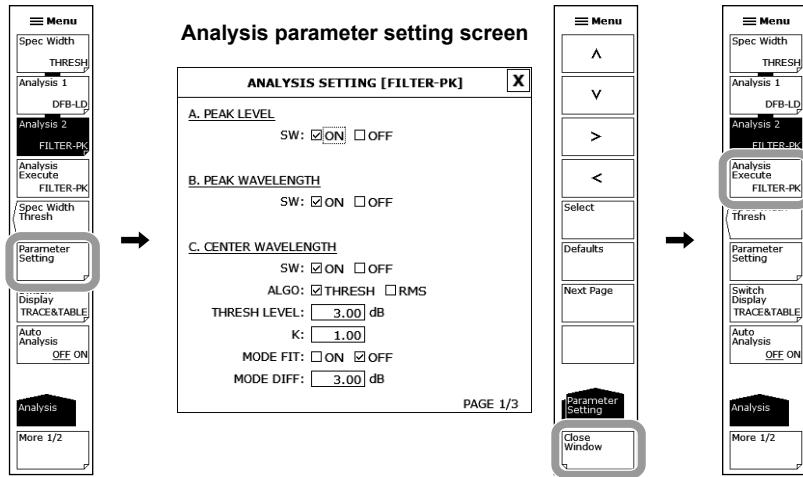 Menu
Spec Width
THRESH
Analysis 1
DFB-LD
Analysis 2
FILTER-PK
Analysis
Execute
FILTER-PK
Spec Width
Thresh
Parameter
Setting
Display
TRACE&TABLE
Auto
Analysis
OFF ON
Analysis
More 1/2
Analysis parameter setting screen
ANALYSIS SETTING [FILTER-PK]
X
A. PEAK LEVEL
SW: ☑ ON ☐ OFF
B. PEAK WAVELENGTH
SW: ☑ ON ☐ OFF
C. CENTER WAVELENGTH
SW: ☑ ON ☐ OFF
ALGO: ☑ THRESH ☐ RMS
THRESH LEVEL: 3.00 dB
K: 1.00
MODE FIT: ☐ ON ☑ OFF
MODE DIFF: 3.00 dB
PAGE 1/3
Menu
∧
∨
>
<
Select
Defaults
Next Page
Parameter
Setting
Close
Window
Menu
Spec Width
THRESH
Analysis 1
DFB-LD
Analysis 2
FILTER-PK
Analysis
Execute
FILTER-PK
Thresh
Parameter
Setting
Switch
Display
TRACE&TABLE
Auto
Analysis
OFF ON
Analysis
More 1/2